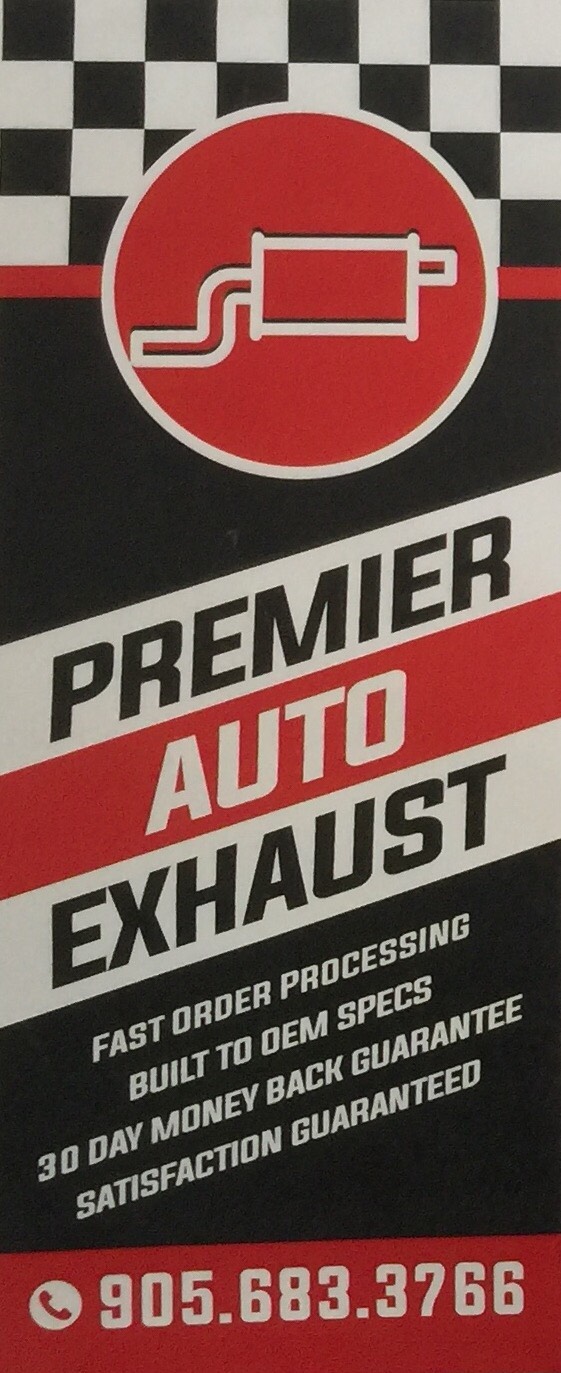 PREMIER
AUTO
EXHAUST
FAST ORDER PROCESSING
BUILT TO OEM SPECS
30 DAY MONEY BACK GUARANTEE
SATISFACTION GUARANTEED
905.683.3766